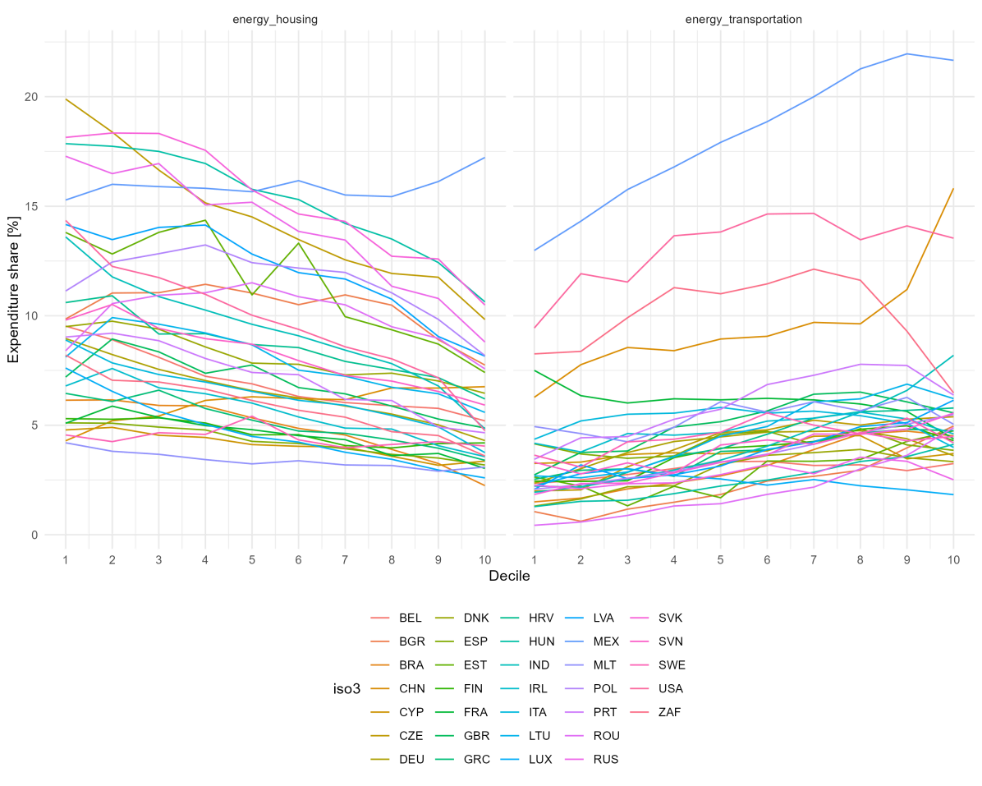 energy_housing energy_transportation
Expenditure share [%]
20
15
10
5
0
1 2 3 4 5 6 7 8 9 10 1 2 3 4 5 6 7 8 9 10
Decile
iso3
BEL DNK HRV LVA SVK
BGR ESP HUN MEX SVN
BRA EST IND MLT SWE
CHN FIN IRL POL USA
CYP FRA ITA PRT ZAF
CZE GBR LTU ROU
DEU GRC LUX RUS